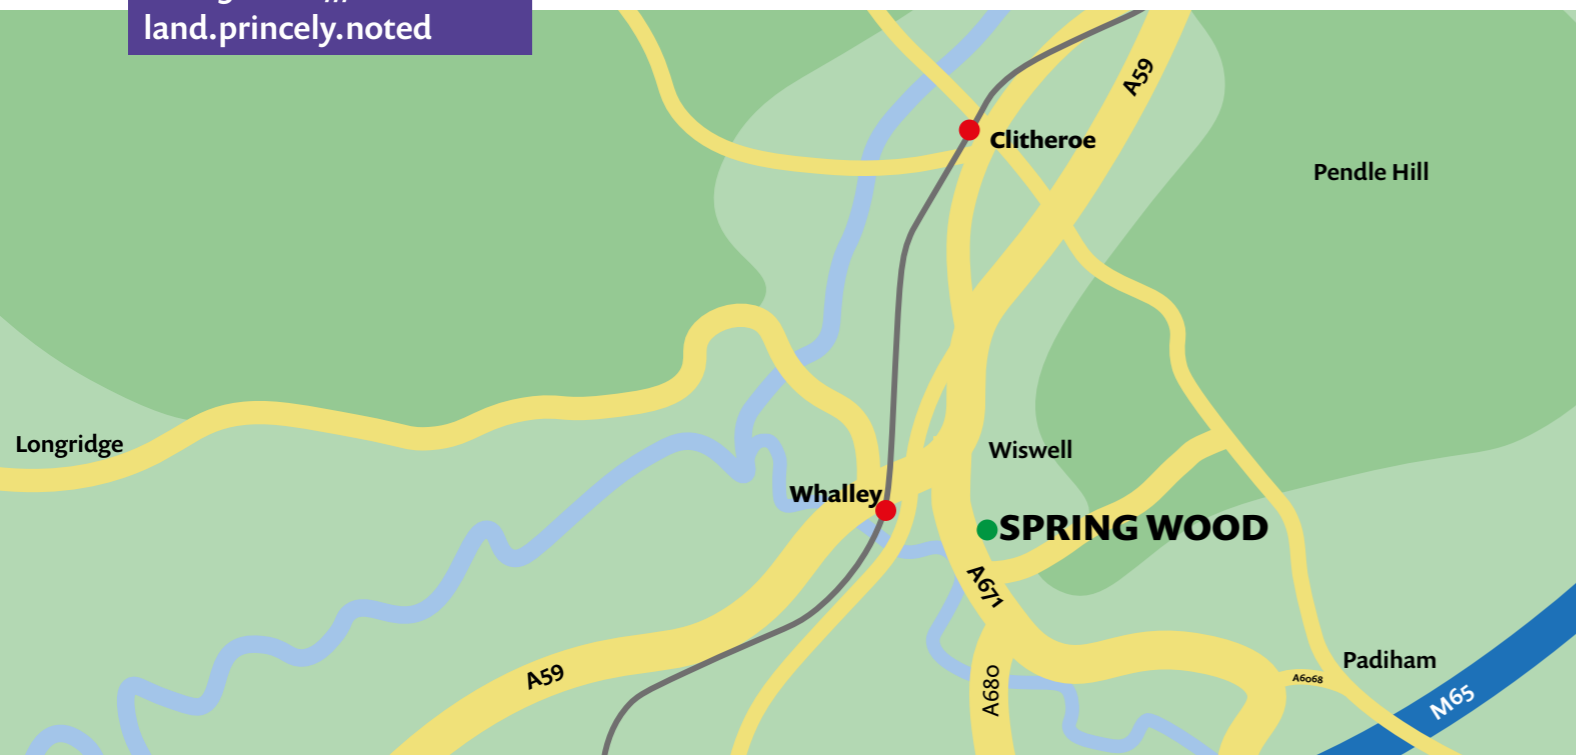 land.princely.noted
A59
Clitheroe
Pendle Hill
Longridge
Wiswell
Whalley
SPRING WOOD
A671
A59
A680
A6068
Padiham
M65